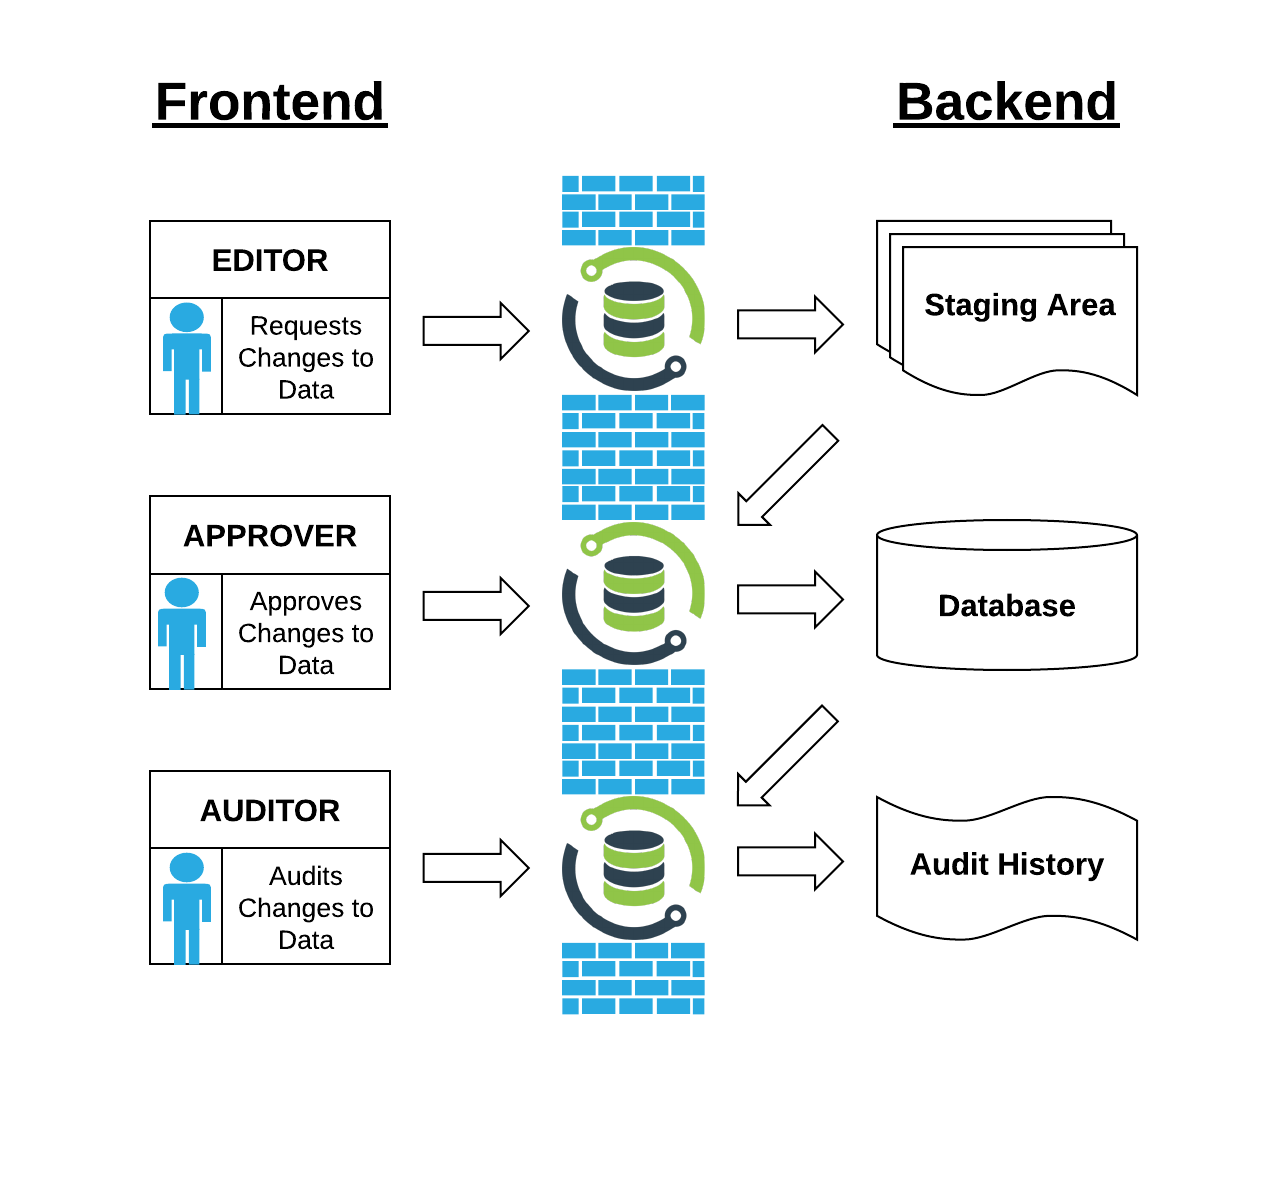 Frontend
Backend
EDITOR
Requests
Changes to
Data
Staging Area
APPROVER
Approves
Changes to
Data
Database
AUDITOR
Audits
Changes to
Data
Audit History